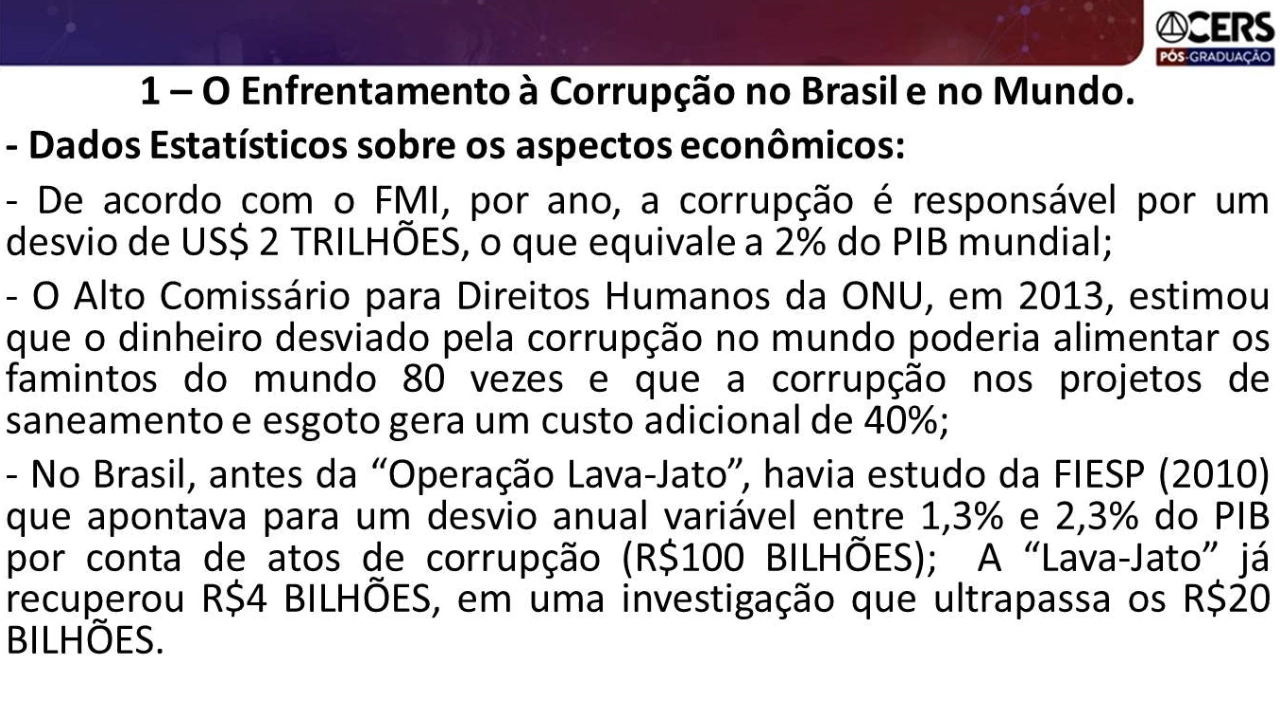 CERS
PÓS-GRADUAÇÃO
1 – O Enfrentamento à Corrupção no Brasil e no Mundo.
- Dados Estatísticos sobre os aspectos econômicos:
- De acordo com o FMI, por ano, a corrupção é responsável por um
desvio de US$ 2 TRILHÕES, o que equivale a 2% do PIB mundial;
- O Alto Comissário para Direitos Humanos da ONU, em 2013, estimou
que o dinheiro desviado pela corrupção no mundo poderia alimentar os
famintos do mundo 80 vezes e que a corrupção nos projetos de
saneamento e esgoto gera um custo adicional de 40%;
- No Brasil, antes da “Operação Lava-Jato”, havia estudo da FIESP (2010)
que apontava para um desvio anual variável entre 1,3% e 2,3% do PIB
por conta de atos de corrupção (R$100 BILHÕES); A “Lava-Jato” já
recuperou R$4 BILHÕES, em uma investigação que ultrapassa os R$20
BILHÕES.